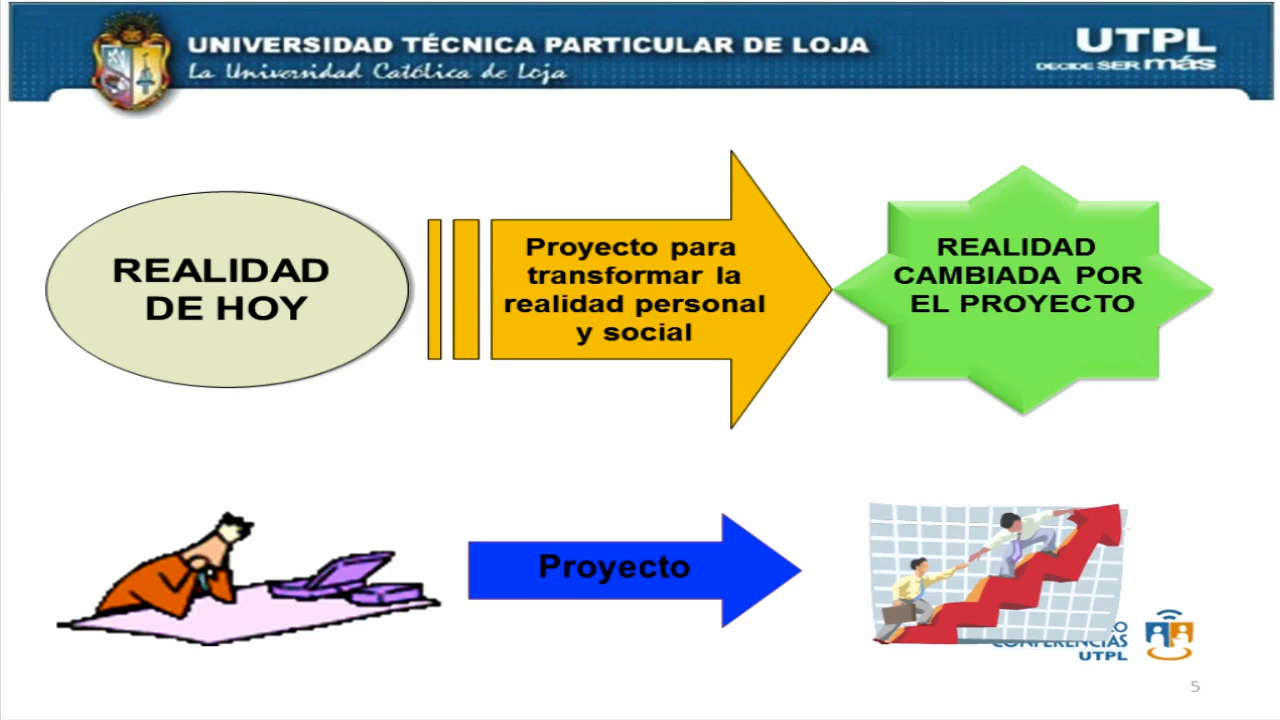 UNIVERSIDAD TÉCNICA PARTICULAR DE LOJA
La Universidad Católica de Loja
UTPL
DECIDE SER más
REALIDAD
DE HOY
Proyecto para
transformar la
realidad personal
y social
REALIDAD
CAMBIADA POR
EL PROYECTO
Proyecto
CONFERENCIAS
UTPL
5